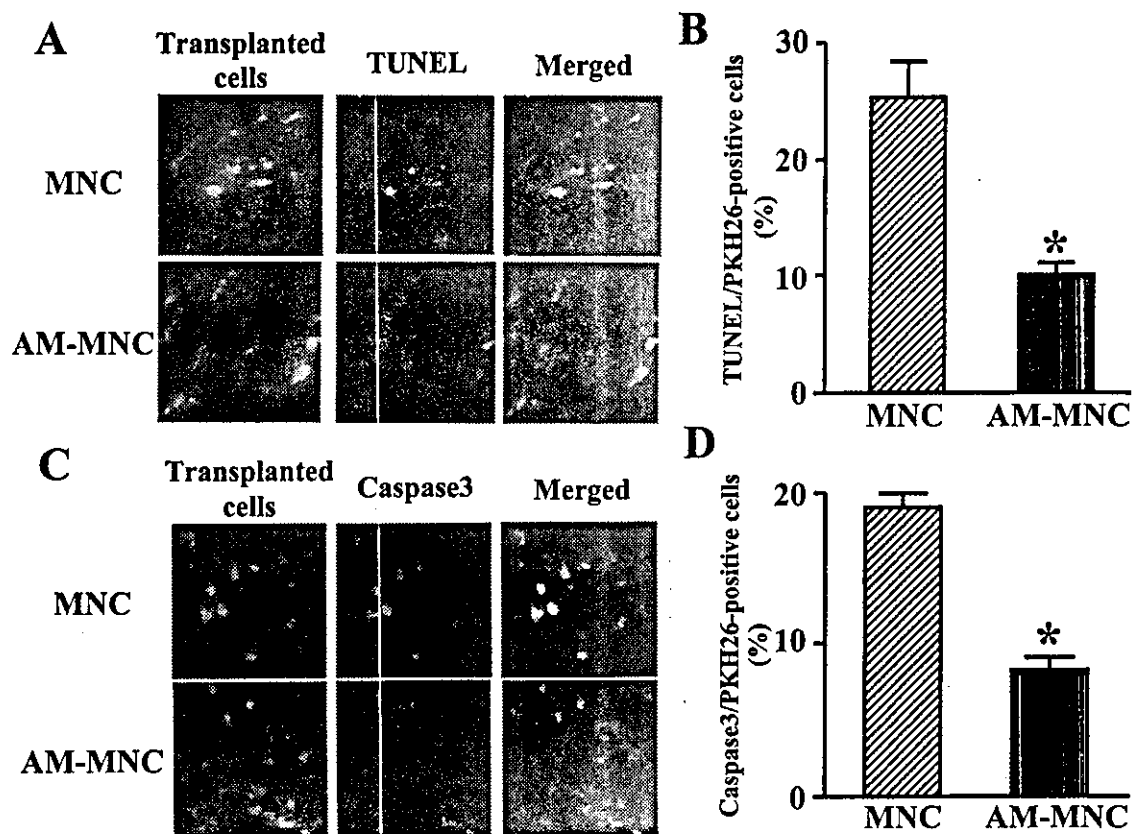 A
Transplanted
cells
TUNEL
Merged
MNC
AM-MNC
B
TUNEL/PKH26-positive cells
(%)
30
20
10
0
MNC
AM-MNC
*
C
Transplanted
cells
Caspase3
Merged
MNC
AM-MNC
D
Caspase3/PKH26-positive cells
(%)
20
10
0
MNC
AM-MNC
*